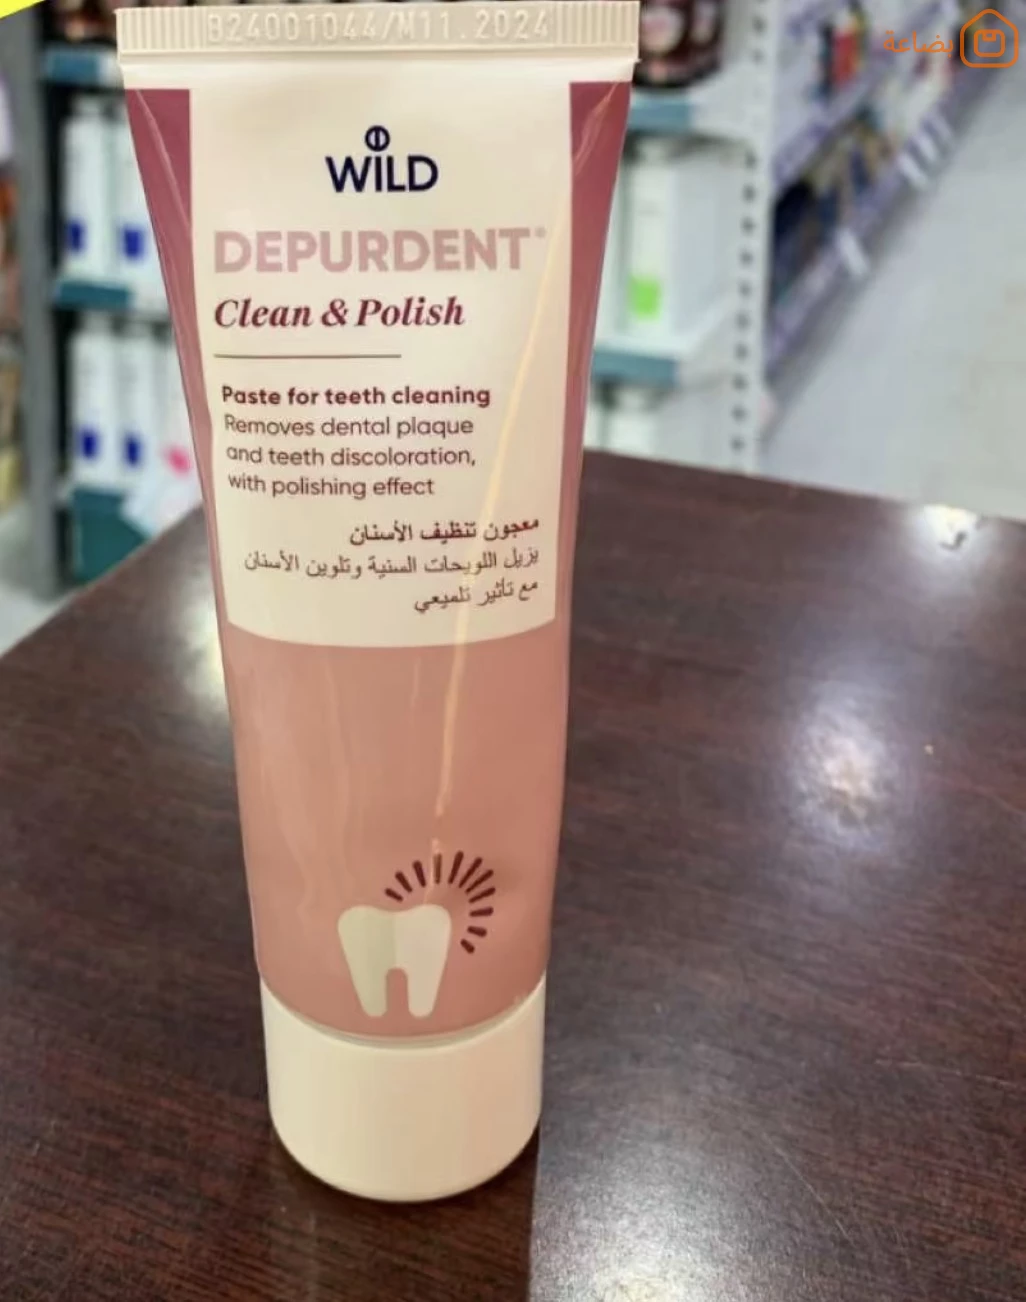 B24001044/M11.2024
بضاعة
WILD
DEPURDENT®
Clean & Polish
Paste for teeth cleaning
Removes dental plaque
and teeth discoloration,
with polishing effect
معجون تنظيف الأسنان
يزيل اللويحات السنية وتلوين الأسنان
مع تأثير تلميعي